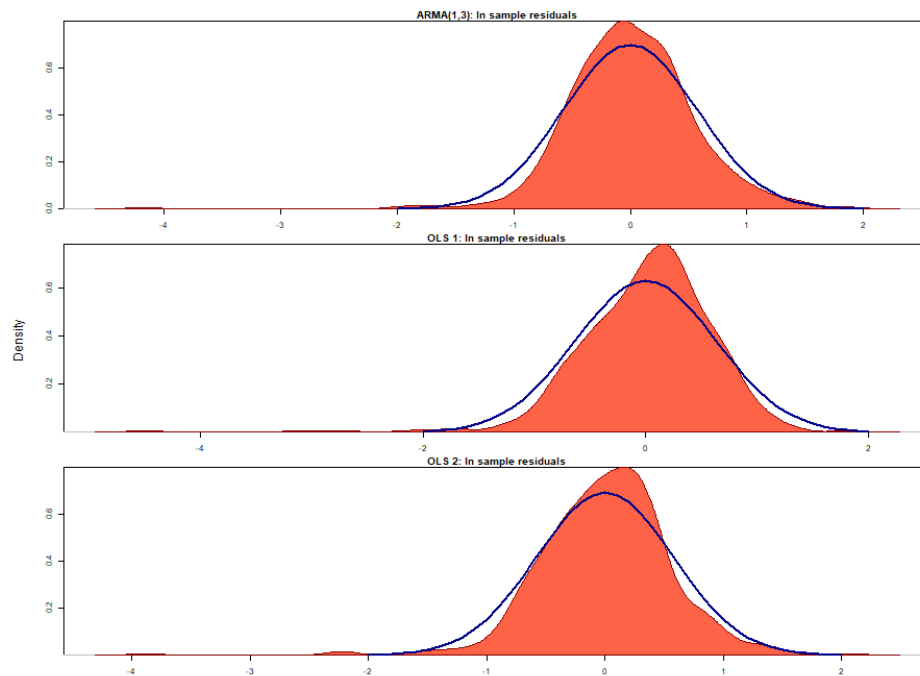 ARMA(1,3): In sample residuals
0.6
0.4
0.2
0.0
-4 -3 -2 -1 0 1 2
OLS 1: In sample residuals
Density
0.6
0.4
0.2
-4 -2 0 2
OLS 2: In sample residuals
0.6
0.4
0.2
-4 -3 -2 -1 0 1 2